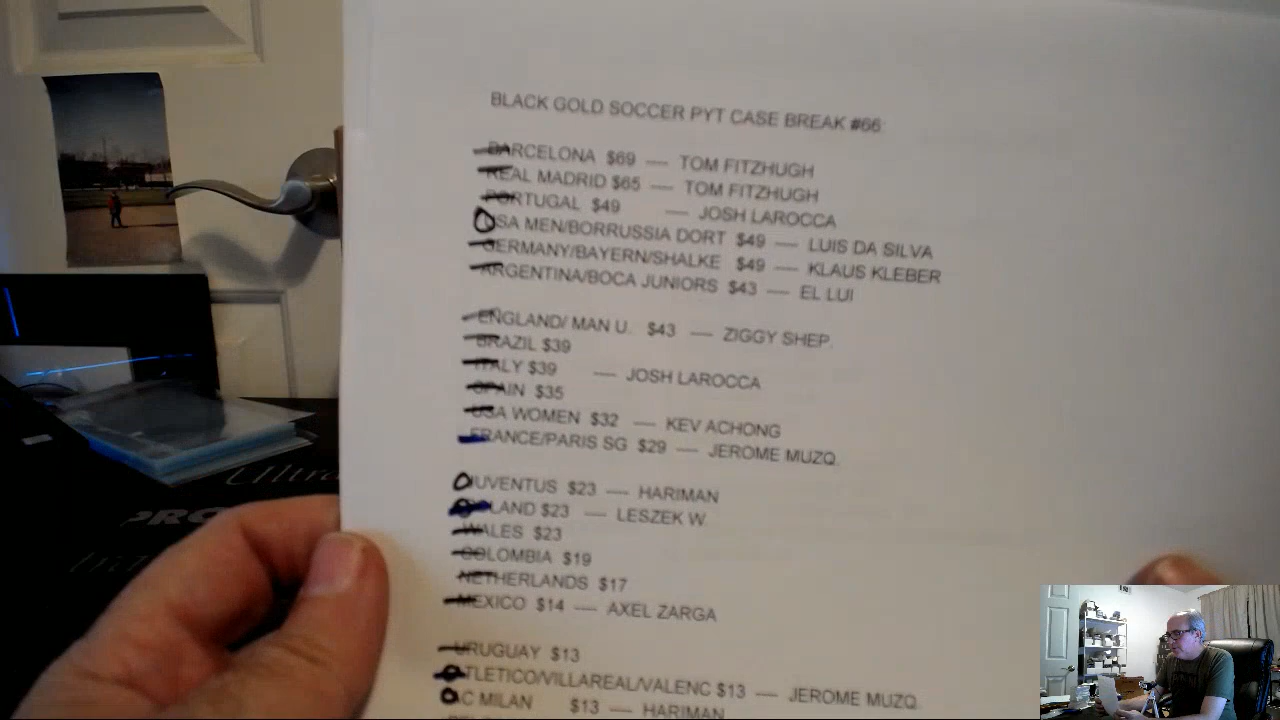 BLACK GOLD SOCCER PYT CASE BREAK #66
BARCELONA $69 ---- TOM FITZHUGH
REAL MADRID $65 ---- TOM FITZHUGH
PORTUGAL $49 ---- JOSH LAROCCA
USA MEN/BORRUSSIA DORT $49 ---- LUIS DA SILVA
GERMANY/BAYERN/SHALKE $49 ---- KLAUS KLEBER
ARGENTINA/BOCA JUNIORS $43 ---- EL LUI
ENGLAND/ MAN U. $43 ---- ZIGGY SHEP.
BRAZIL $39
ITALY $39 ---- JOSH LAROCCA
SPAIN $35
USA WOMEN $32 ---- KEV ACHONG
FRANCE/PARIS SG $29 ---- JEROME MUZQ.
JUVENTUS $23 ---- HARIMAN
POLAND $23 ---- LESZEK W
WALES $23
COLOMBIA $19
NETHERLANDS $17
MEXICO $14 ---- AXEL ZARGA
URUGUAY $13
ATLETICO/VILLAREAL/VALENC $13 ---- JEROME MUZQ.
AC MILAN $13 ---- HARIMAN
Ultra
PRO